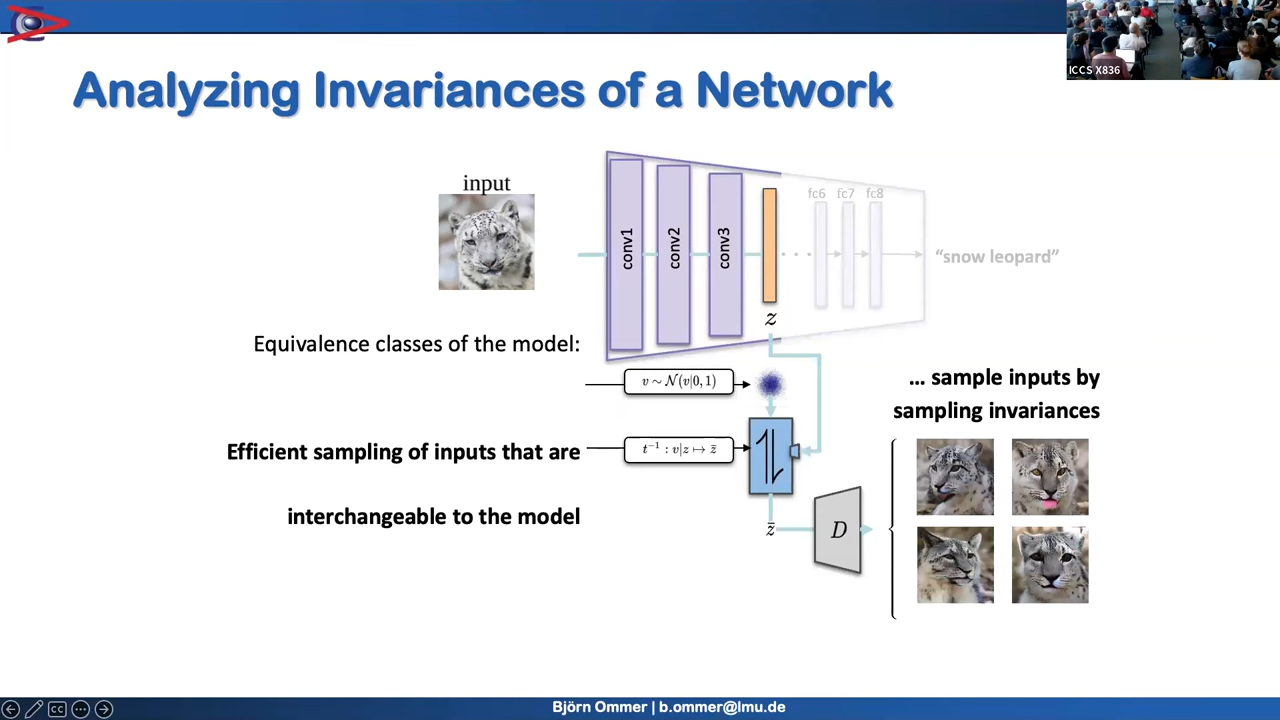 ICCS X836
Analyzing Invariances of a Network
input
conv1
conv2
conv3
fc6 fc7 fc8
"snow leopard"
z
Equivalence classes of the model:
v ∼ 𝒩(v|0, 1)
... sample inputs by
sampling invariances
Efficient sampling of inputs that are
t⁻¹ : v|z ↦ z̄
interchangeable to the model
z̄
D
CC
Björn Ommer | b.ommer@lmu.de